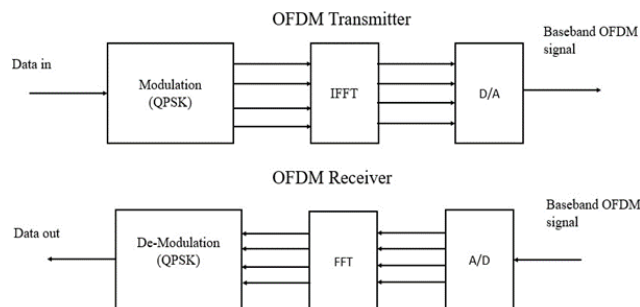 OFDM Transmitter
Baseband OFDM
signal
Data in
Modulation
(QPSK)
IFFT
D/A
OFDM Receiver
Baseband OFDM
signal
Data out
De-Modulation
(QPSK)
FFT
A/D